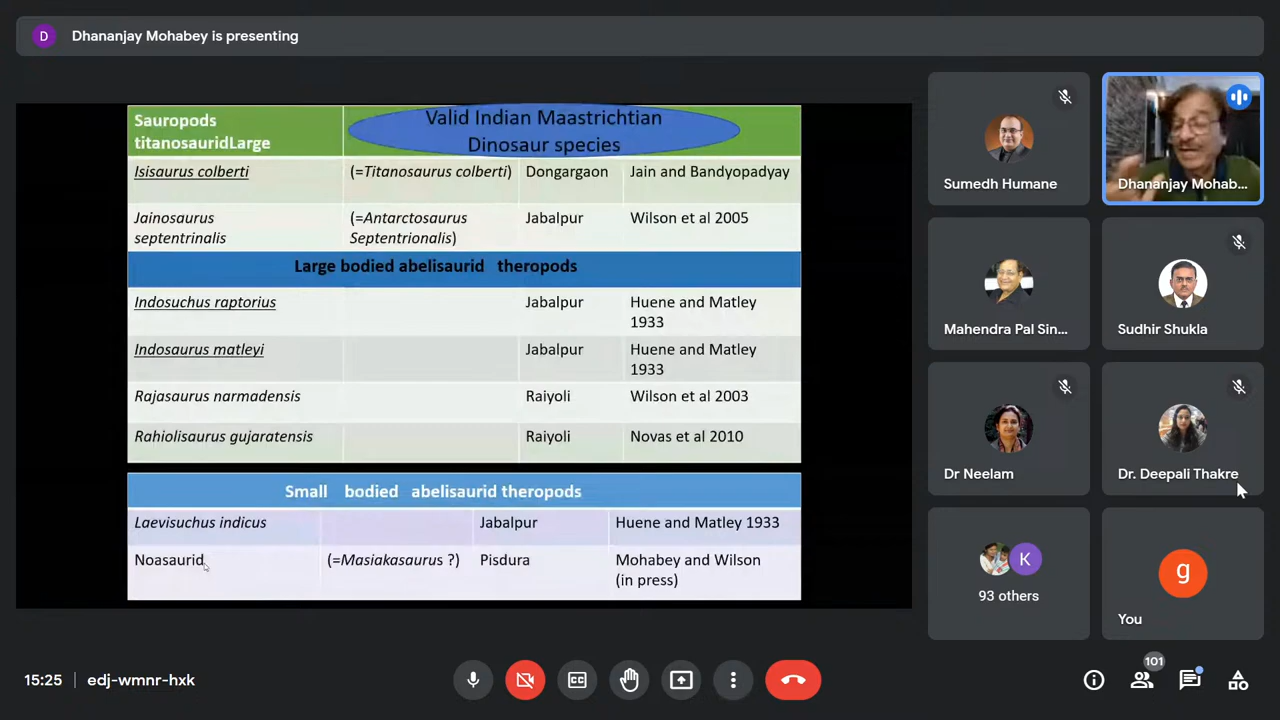 D Dhananjay Mohabey is presenting
Sauropods
titanosauridLarge
Valid Indian Maastrichtian
Dinosaur species
Isisaurus colberti (=Titanosaurus colberti) Dongargaon Jain and Bandyopadyay
Jainosaurus
septentrinalis
(=Antarctosaurus
Septentrionalis)
Jabalpur Wilson et al 2005
Large bodied abelisaurid theropods
Indosuchus raptorius Jabalpur Huene and Matley
1933
Indosaurus matleyi Jabalpur Huene and Matley
1933
Rajasaurus narmadensis Raiyoli Wilson et al 2003
Rahiolisaurus gujaratensis Raiyoli Novas et al 2010
Small bodied abelisaurid theropods
Laevisuchus indicus Jabalpur Huene and Matley 1933
Noasaurid (=Masiakasaurus ?) Pisdura Mohabey and Wilson
(in press)
Sumedh Humane
Dhananjay Mohab...
Mahendra Pal Sin...
Sudhir Shukla
Dr Neelam
Dr. Deepali Thakre
K
93 others
g
You
15:25 edj-wmnr-hxk
101